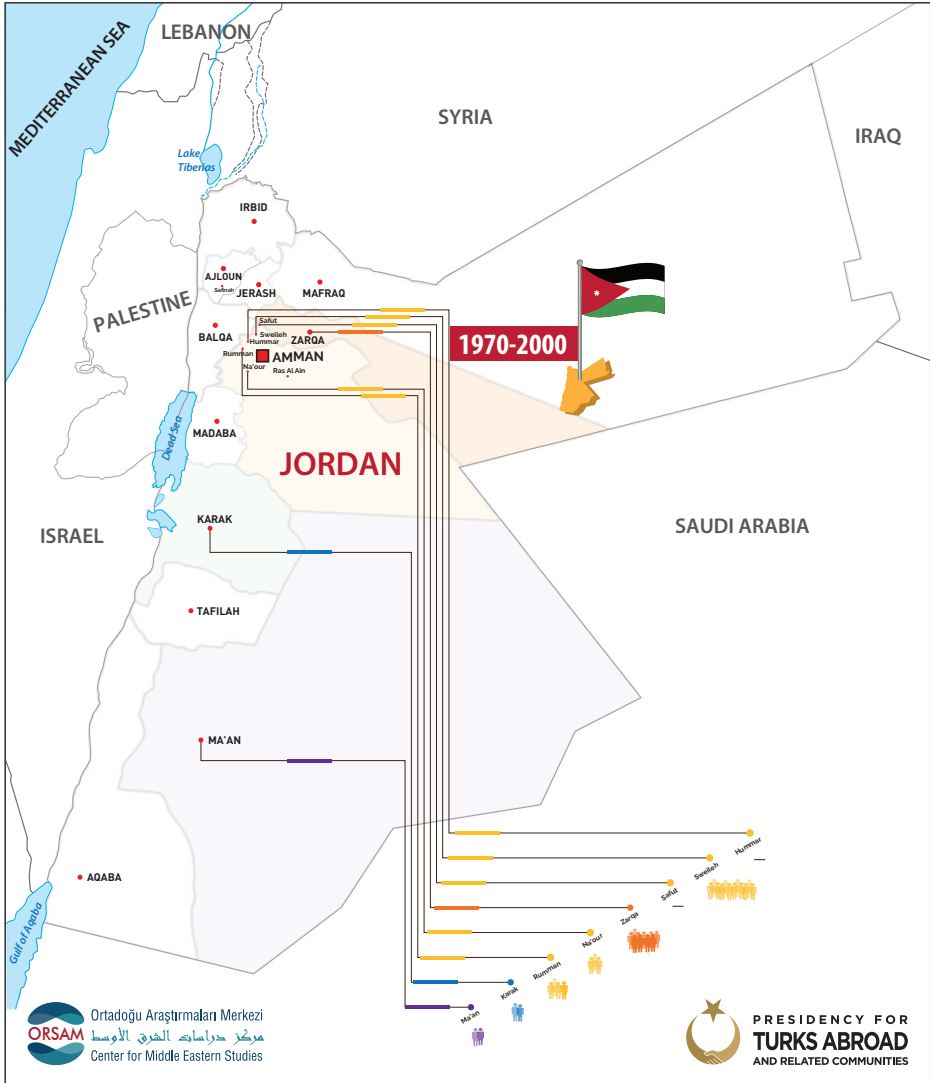 MEDITERRANEAN SEA
LEBANON
SYRIA
IRAQ
Lake
Tiberias
IRBID
AJLOUN
Safinah
JERASH
MAFRAQ
PALESTINE
BALQA
Safut
Sweileh
Hummar
ZARQA
Rumman
AMMAN
Na'our
Ras Al Ain
1970-2000
MADABA
Dead Sea
JORDAN
KARAK
ISRAEL
SAUDI ARABIA
TAFILAH
MA'AN
AQABA
Gulf of Aqaba
Hummar
—
Sweileh
Safut
—
Zarqa
Na'our
Rumman
Karak
Ma'an
ORSAM
Ortadoğu Araştırmaları Merkezi
مركز دراسات الشرق الأوسط
Center for Middle Eastern Studies
PRESIDENCY FOR
TURKS ABROAD
AND RELATED COMMUNITIES